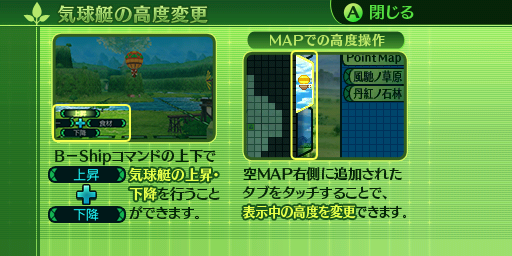 気球艇の高度変更
Ⓐ 閉じる
上昇
食材
下降
B-Shipコマンドの上下で
上昇
下降
気球艇の上昇・
下降を行うこと
ができます。
MAPでの高度操作
Point Map
風馳ノ草原
丹紅ノ石林
空MAP右側に追加された
タブをタッチすることで、
表示中の高度を変更できます。